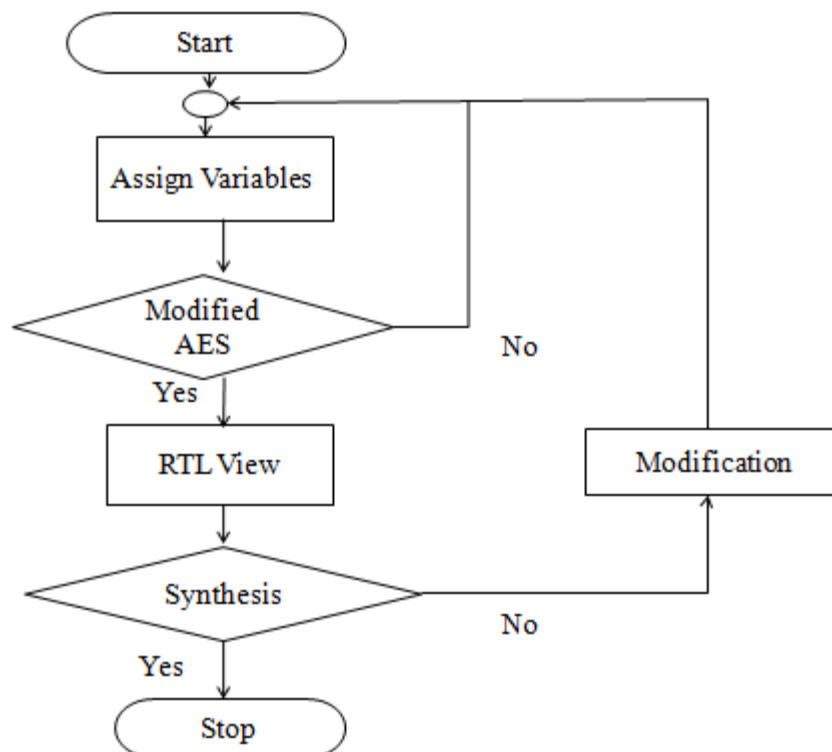 Start
Assign Variables
Modified
AES
No
Yes
RTL View
Modification
Synthesis
No
Yes
Stop